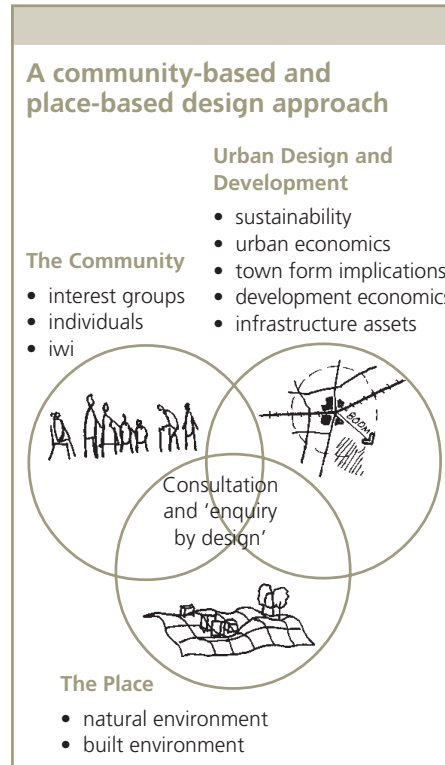 A community-based and
place-based design approach
Urban Design and
Development
• sustainability
• urban economics
• town form implications
• development economics
• infrastructure assets
The Community
• interest groups
• individuals
• iwi
800M
Consultation
and ‘enquiry
by design’
The Place
• natural environment
• built environment